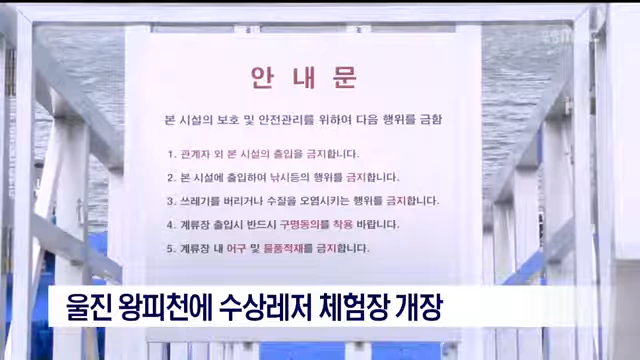 안 내 문
본 시설의 보호 및 안전관리를 위하여 다음 행위를 금함
1. 관계자 외 본 시설의 출입을 금지합니다.
2. 본 시설에 출입하여 낚시등의 행위를 금지합니다.
3. 쓰레기를 버리거나 수질을 오염시키는 행위를 금지합니다.
4. 계류장 출입시 반드시 구명동의를 착용 바랍니다.
5. 계류장 내 어구 및 물품적재를 금지합니다.
울진 왕피천에 수상레저 체험장 개장